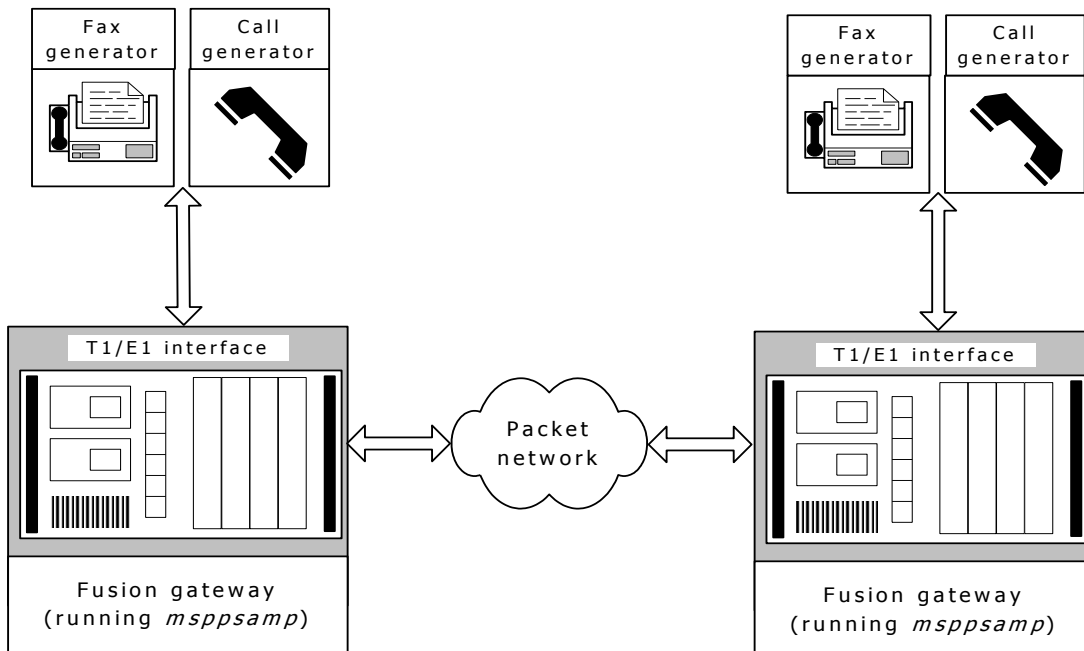 Fax
generator
Call
generator
Fax
generator
Call
generator
T1/E1 interface
T1/E1 interface
Packet
network
Fusion gateway
(running msppsamp)
Fusion gateway
(running msppsamp)